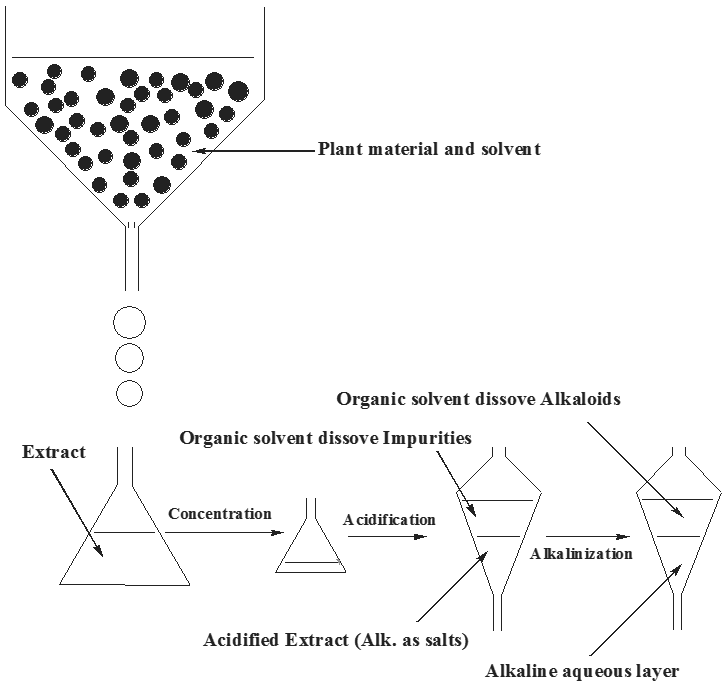 Plant material and solvent
Organic solvent dissove Alkaloids
Organic solvent dissove Impurities
Extract
Concentration
Acidification
Alkalinization
Acidified Extract (Alk. as salts)
Alkaline aqueous layer